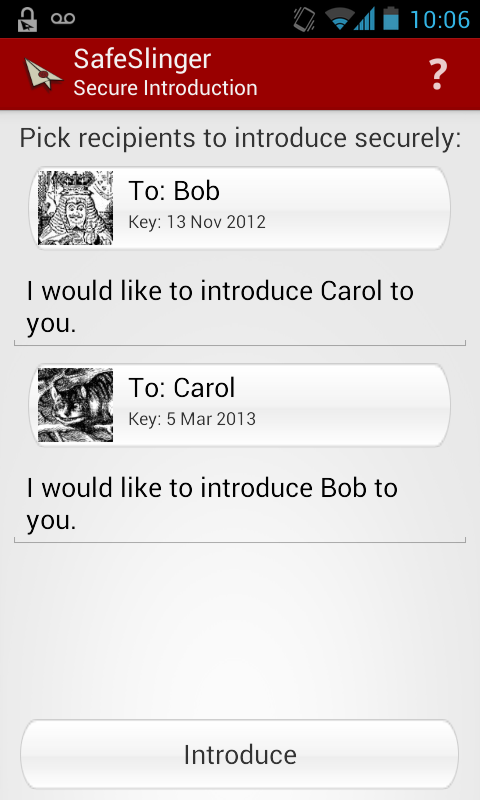 10:06
SafeSlinger
Secure Introduction
?
Pick recipients to introduce securely:
To: Bob
Key: 13 Nov 2012
I would like to introduce Carol to
you.
To: Carol
Key: 5 Mar 2013
I would like to introduce Bob to
you.
Introduce